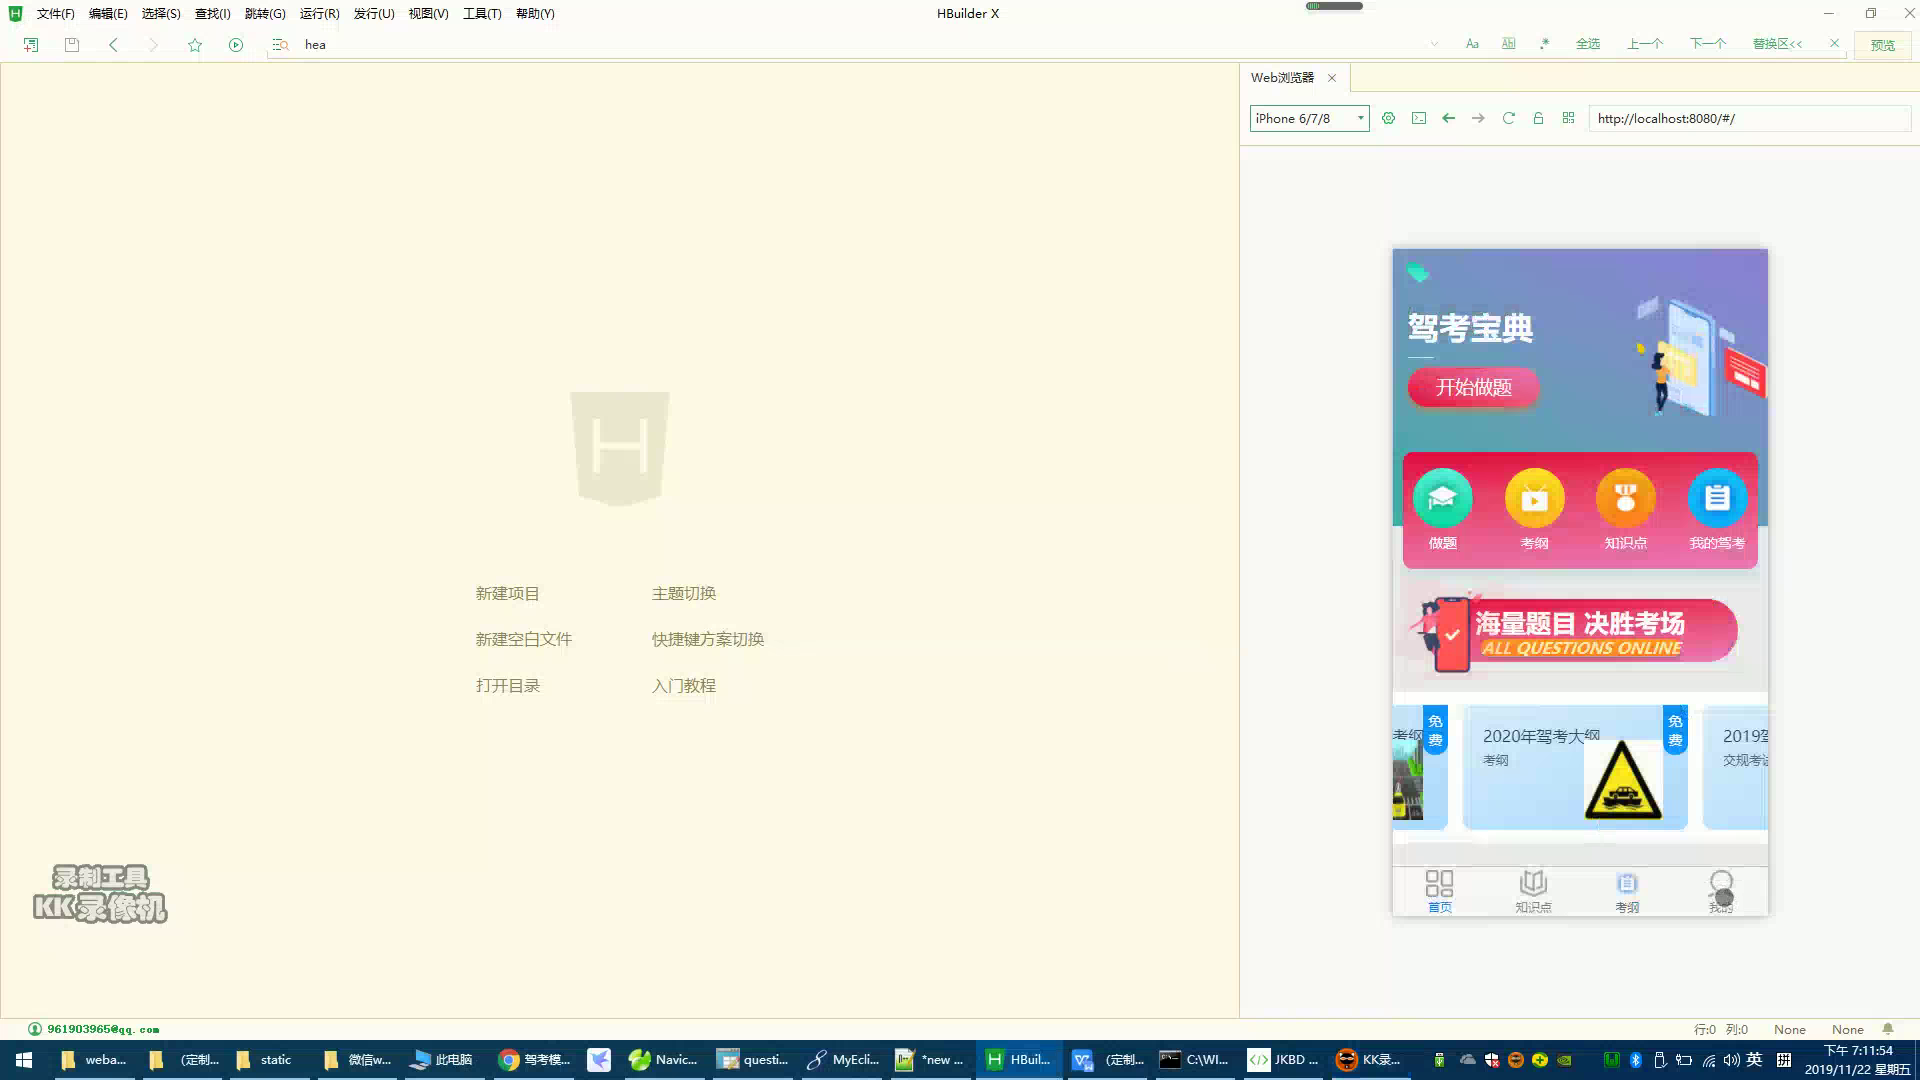 文件(F) 编辑(E) 选择(S) 查找(I) 跳转(G) 运行(R) 发行(U) 视图(V) 工具(T) 帮助(Y)
HBuilder X
hea
Aa
全选 上一个 下一个 替换区<<
预览
Web浏览器
iPhone 6/7/8
http://localhost:8080/#/
驾考宝典
开始做题
做题 考纲 知识点 我的驾考
海量题目 决胜考场
ALL QUESTIONS ONLINE
考纲
免费
2020年驾考大纲
考纲
免费
交规考
首页 知识点 考纲 我的
新建项目 主题切换
新建空白文件 快捷键方案切换
打开目录 入门教程
录制工具
KK录像机
961903965@qq.com
行:0 列:0 None None
weba... (定制... static 微信w... 此电脑 驾考模... Navic... questi... MyEcli... *new ... HBuil... (定制... C:\WI... JKBD ... KK录...
英
下午 7:11:54
2019/11/22 星期五